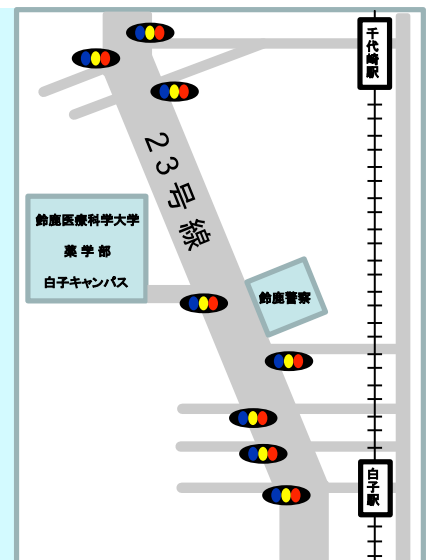 千代崎駅
23号線
鈴鹿医療科学大学
薬学部
白子キャンパス
鈴鹿警察
白子駅